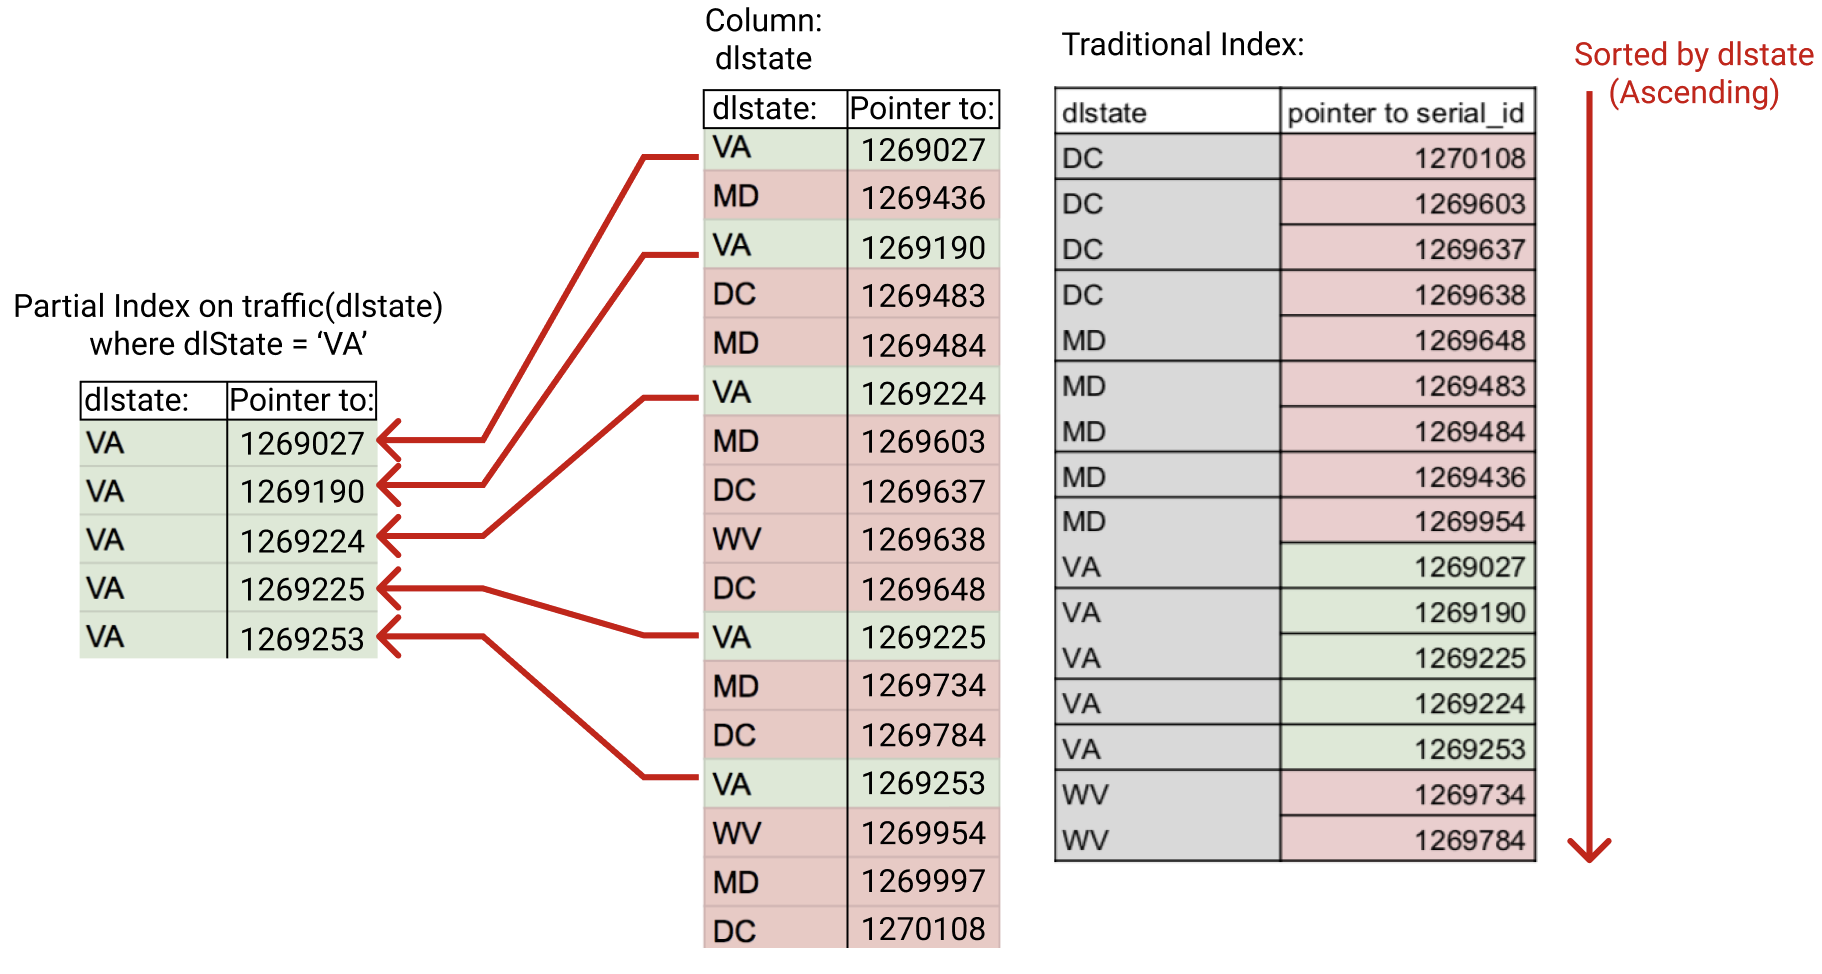 Partial Index on traffic(dlstate)
where dlState = ‘VA’
dlstate: Pointer to:
VA 1269027
VA 1269190
VA 1269224
VA 1269225
VA 1269253
Column:
dlstate
dlstate: Pointer to:
VA 1269027
MD 1269436
VA 1269190
DC 1269483
MD 1269484
VA 1269224
MD 1269603
DC 1269637
WV 1269638
DC 1269648
VA 1269225
MD 1269734
DC 1269784
VA 1269253
WV 1269954
MD 1269997
DC 1270108
Traditional Index:
dlstate pointer to serial_id
DC 1270108
DC 1269603
DC 1269637
DC 1269638
MD 1269648
MD 1269483
MD 1269484
MD 1269436
MD 1269954
VA 1269027
VA 1269190
VA 1269225
VA 1269224
VA 1269253
WV 1269734
WV 1269784
Sorted by dlstate
(Ascending)